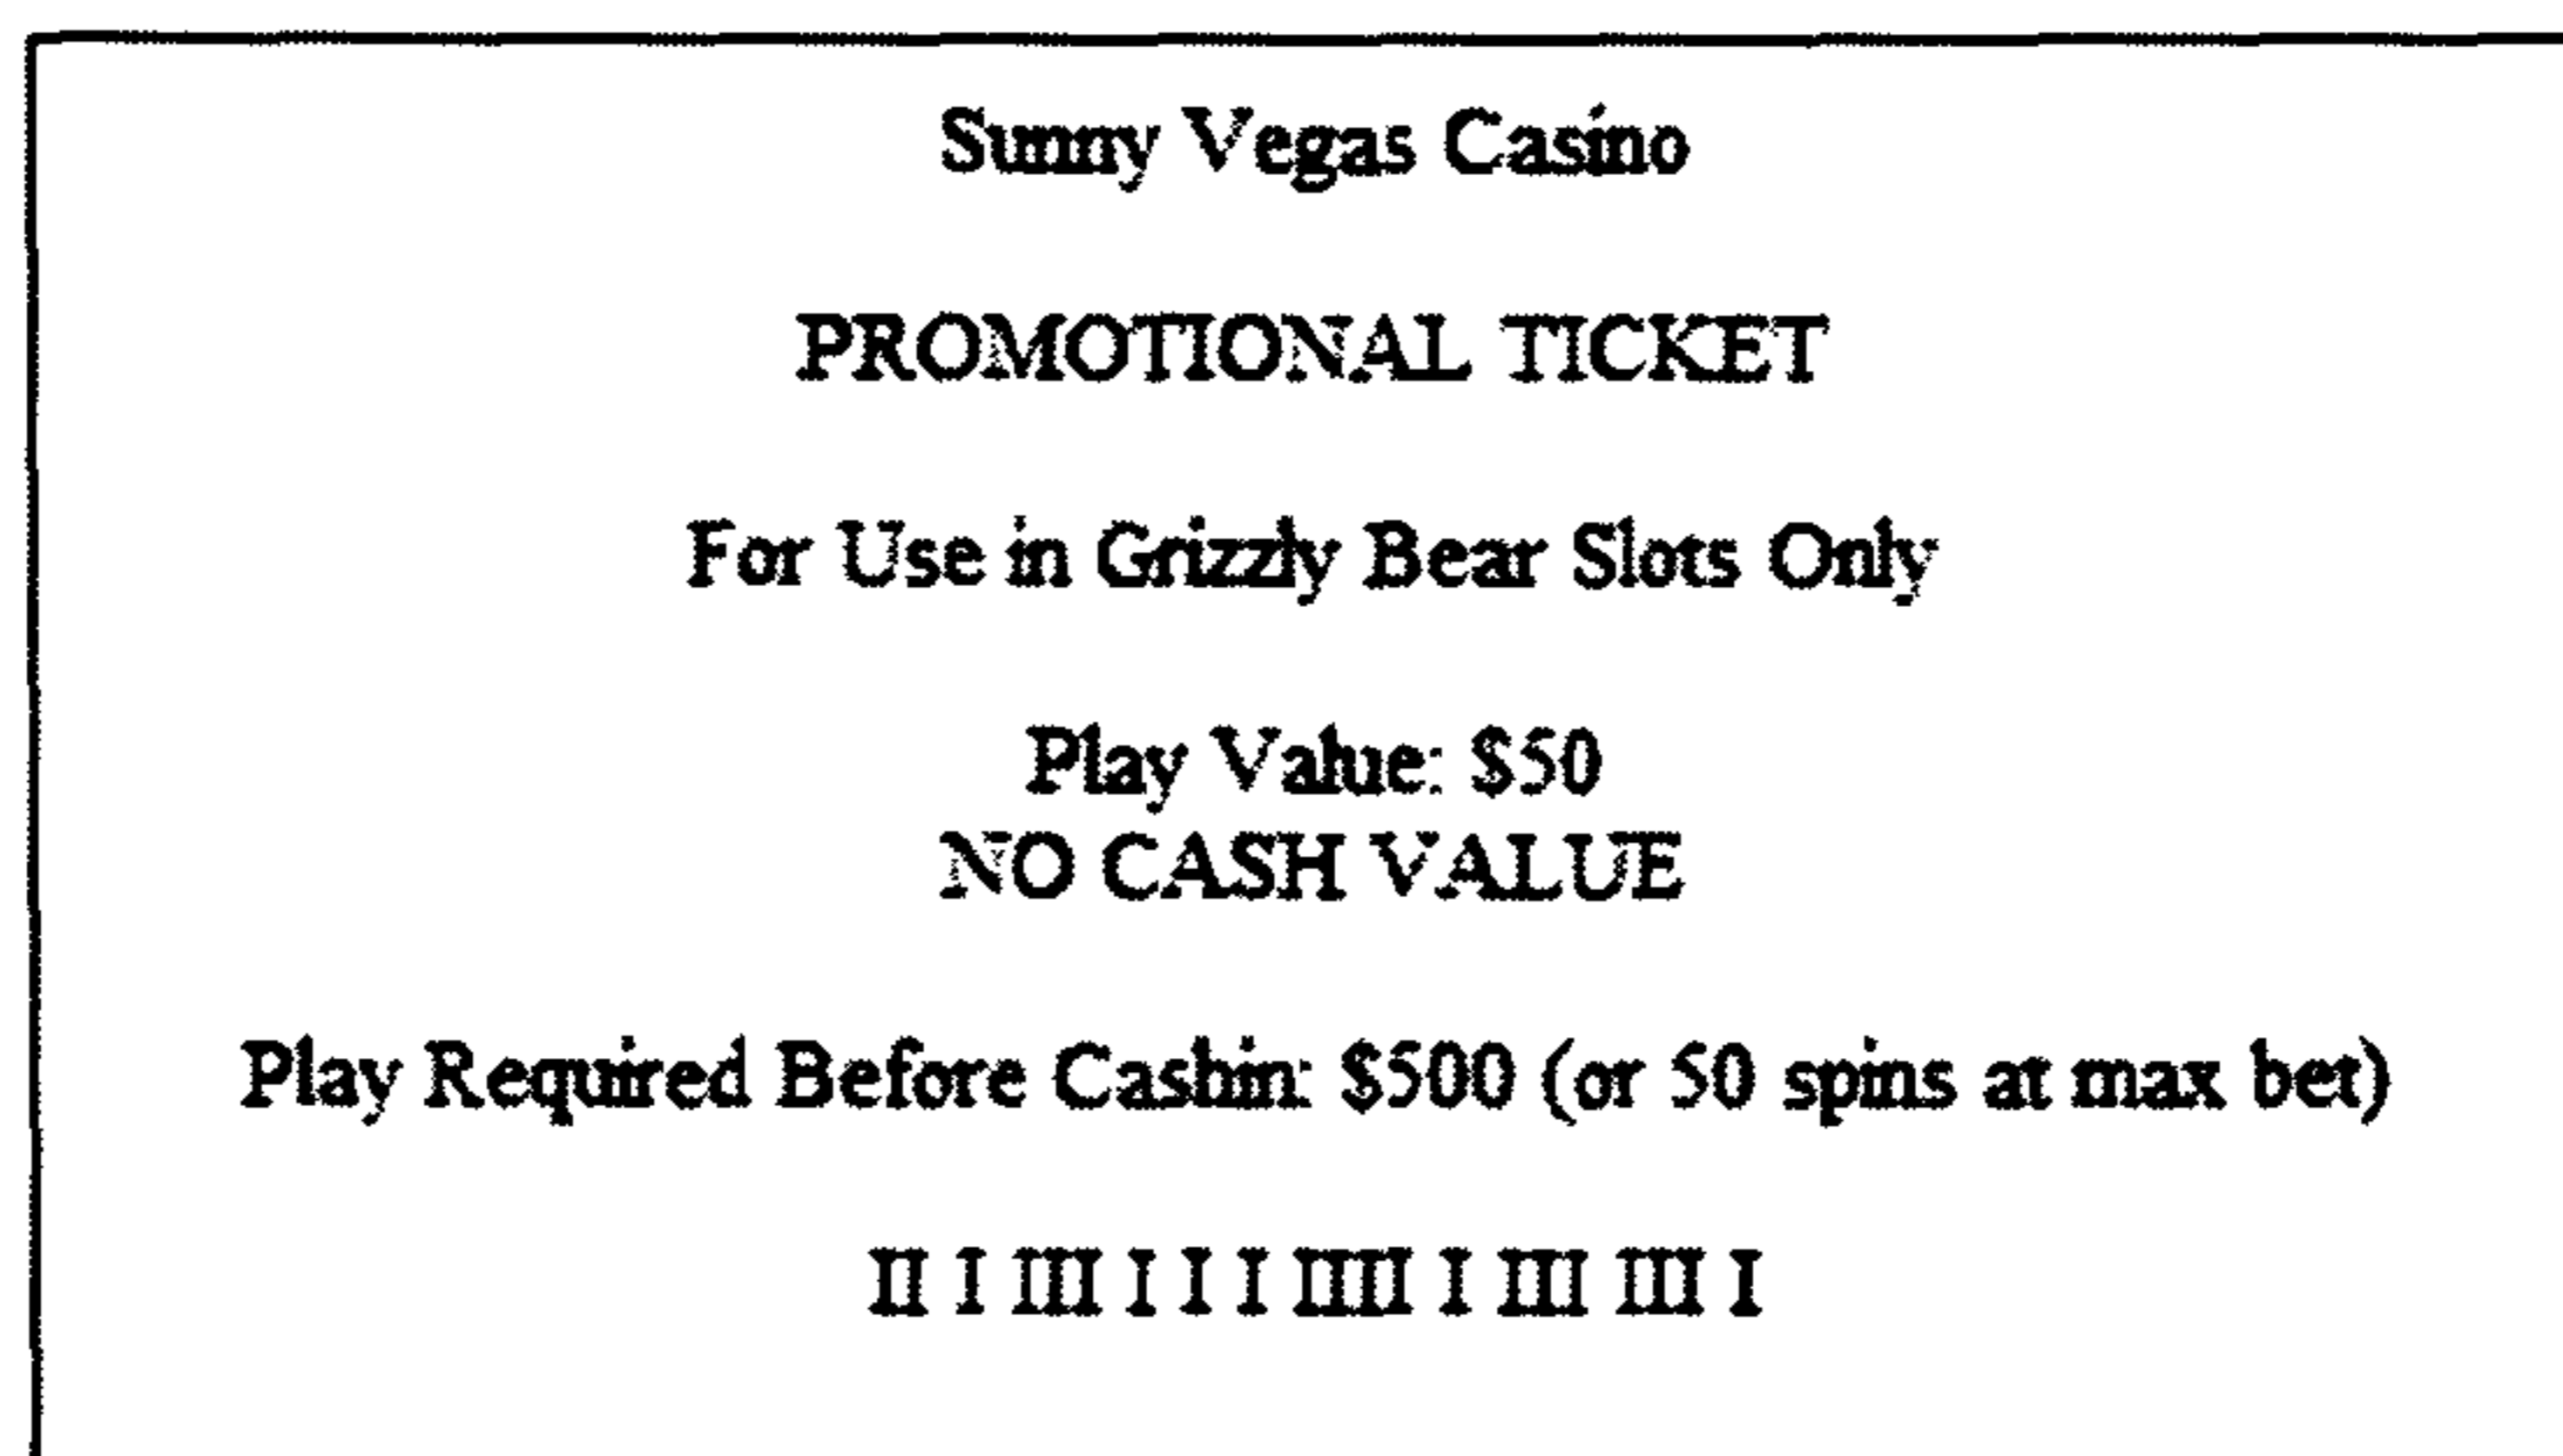 Sunny Vegas Casino
PROMOTIONAL TICKET
For Use in Grizzly Bear Slots Only
Play Value: $50
NO CASH VALUE
Play Required Before Cashin: $500 (or 50 spins at max bet)
II I III I I I IIII I III III I